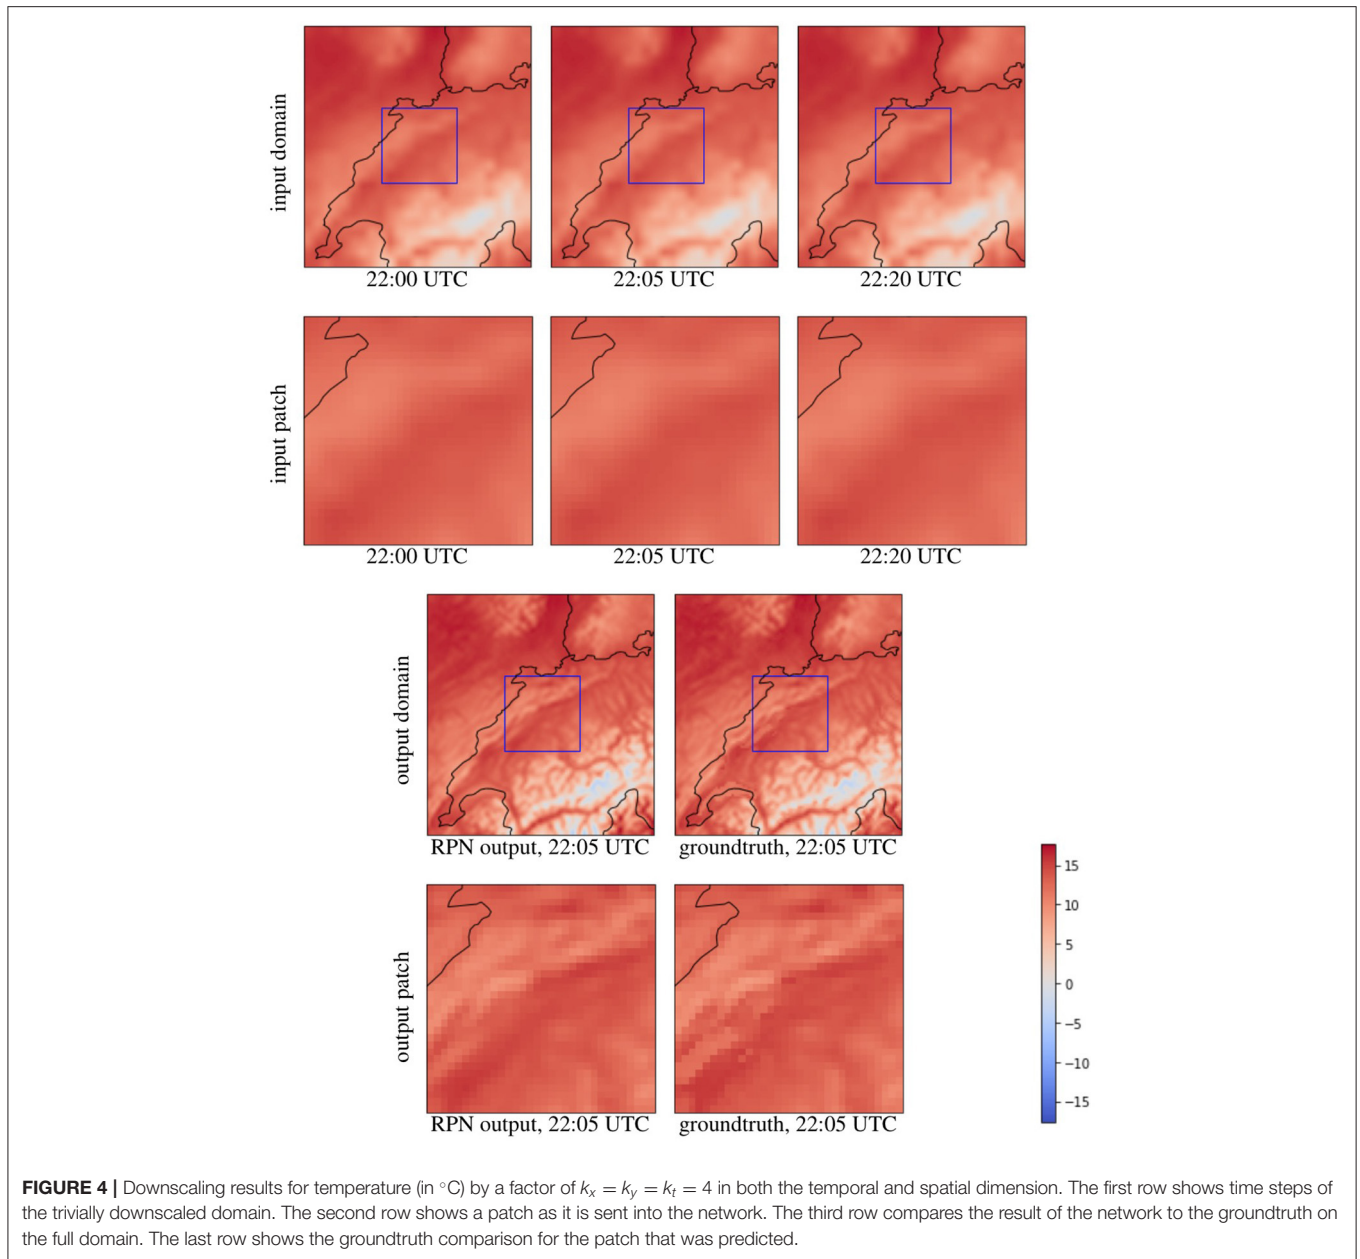 input domain
22:00 UTC
22:05 UTC
22:20 UTC
input patch
22:00 UTC
22:05 UTC
22:20 UTC
output domain
RPN output, 22:05 UTC
groundtruth, 22:05 UTC
output patch
RPN output, 22:05 UTC
groundtruth, 22:05 UTC
15
10
5
0
−5
−10
−15
FIGURE 4 | Downscaling results for temperature (in °C) by a factor of kₓ = k_y = kₜ = 4 in both the temporal and spatial dimension. The first row shows time steps of
the trivially downscaled domain. The second row shows a patch as it is sent into the network. The third row compares the result of the network to the groundtruth on
the full domain. The last row shows the groundtruth comparison for the patch that was predicted.